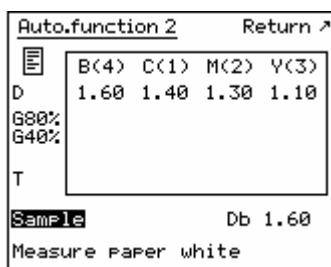 Auto.function 2 Return ↗
B(4) C(1) M(2) Y(3)
D 1.60 1.40 1.30 1.10
G80%
G40%
T
Sample Db 1.60
Measure paper white